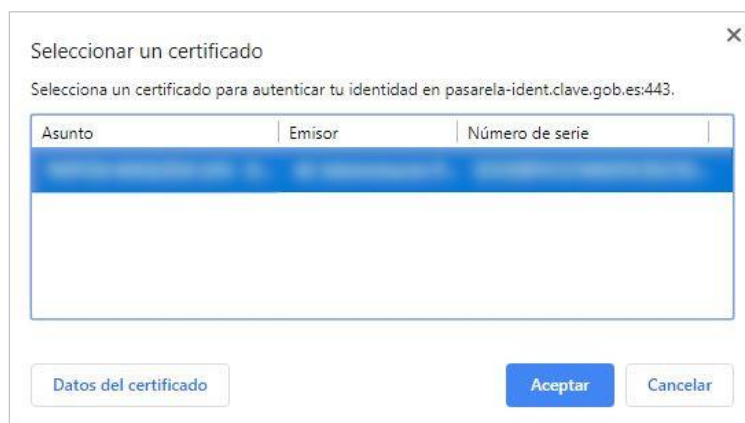 Seleccionar un certificado
Selecciona un certificado para autenticar tu identidad en pasarela-ident.clave.gob.es:443.
Asunto Emisor Número de serie
Datos del certificado Aceptar Cancelar